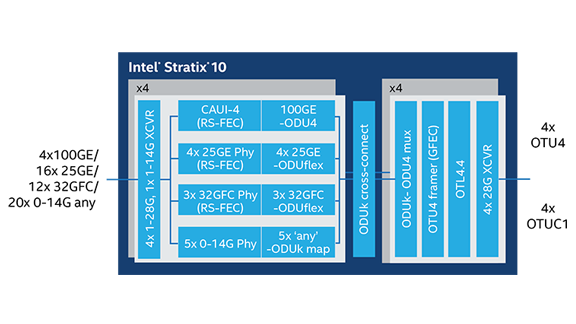 Intel® Stratix® 10
x4
x4
4x100GE/
16x 25GE/
12x 32GFC/
20x 0-14G any
4x 1-28G, 1x 1-14G XCVR
CAUI-4
(RS-FEC)
100GE
-ODU4
4x 25GE Phy
(RS-FEC)
4x 25GE
-ODUflex
3x 32GFC Phy
(RS-FEC)
3x 32GFC
-ODUflex
5x 0-14G Phy
5x ‘any’
-ODUk map
ODUk cross-connect
ODUk- ODU4 mux
OTU4 framer (GFEC)
OTL4.4
4x 28G XCVR
4x
OTU4
4x
OTUC1